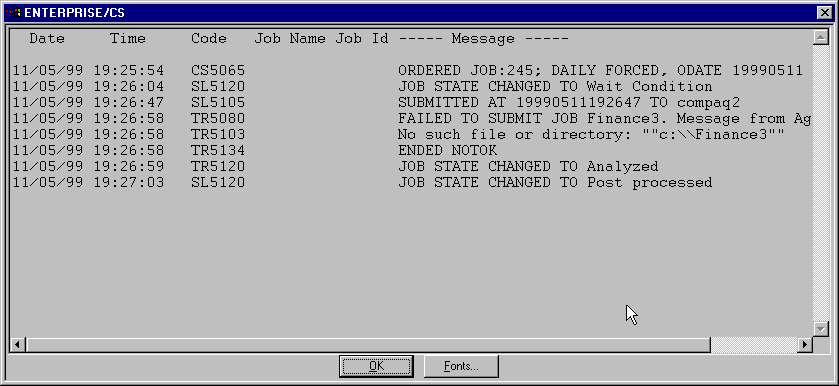 ENTERPRISE/CS
Date Time Code Job Name Job Id ----- Message -----
11/05/99 19:25:54 CS5065 ORDERED JOB:245; DAILY FORCED, ODATE 19990511
11/05/99 19:26:04 SL5120 JOB STATE CHANGED TO Wait Condition
11/05/99 19:26:47 SL5105 SUBMITTED AT 19990511192647 TO compaq2
11/05/99 19:26:58 TR5080 FAILED TO SUBMIT JOB Finance3. Message from Ag
11/05/99 19:26:58 TR5103 No such file or directory: ""c:\\Finance3""
11/05/99 19:26:58 TR5134 ENDED NOTOK
11/05/99 19:26:59 TR5120 JOB STATE CHANGED TO Analyzed
11/05/99 19:27:03 SL5120 JOB STATE CHANGED TO Post processed
OK Fonts...